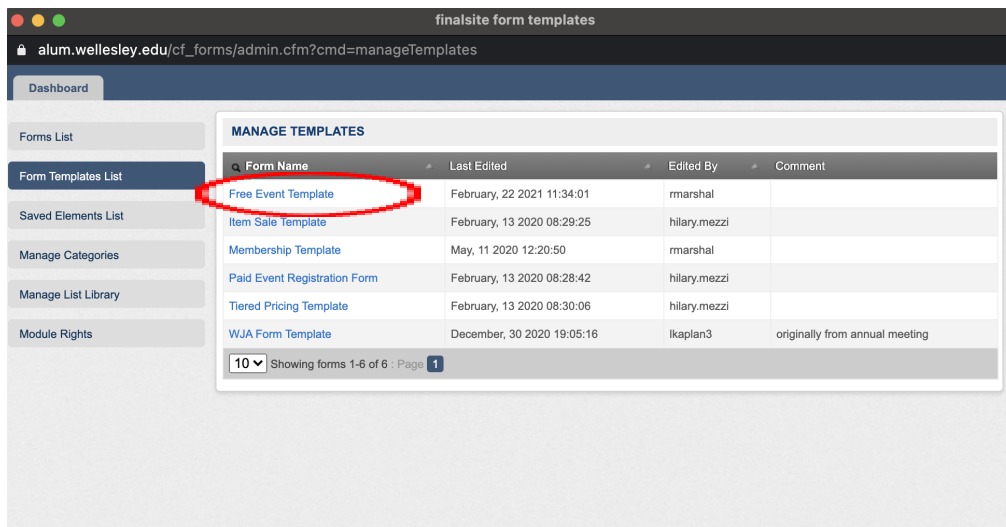 finalsite form templates
alum.wellesley.edu/cf_forms/admin.cfm?cmd=manageTemplates
Dashboard
Forms List
Form Templates List
Saved Elements List
Manage Categories
Manage List Library
Module Rights
MANAGE TEMPLATES
Form Name Last Edited Edited By Comment
Free Event Template February, 22 2021 11:34:01 rmarshal
Item Sale Template February, 13 2020 08:29:25 hilary.mezzi
Membership Template May, 11 2020 12:20:50 rmarshal
Paid Event Registration Form February, 13 2020 08:28:42 hilary.mezzi
Tiered Pricing Template February, 13 2020 08:30:06 hilary.mezzi
WJA Form Template December, 30 2020 19:05:16 lkaplan3 originally from annual meeting
10 Showing forms 1-6 of 6 : Page 1